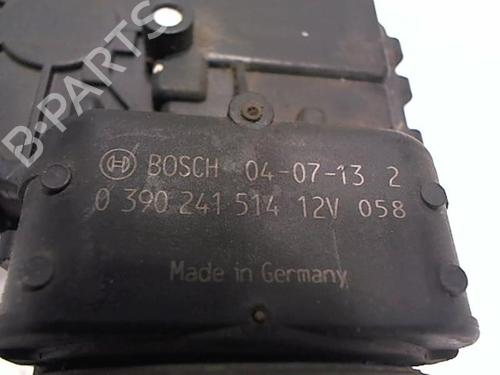 B-PARTS
BOSCH 04-07-13 2
0 390 241 514 12V 058
Made in Germany